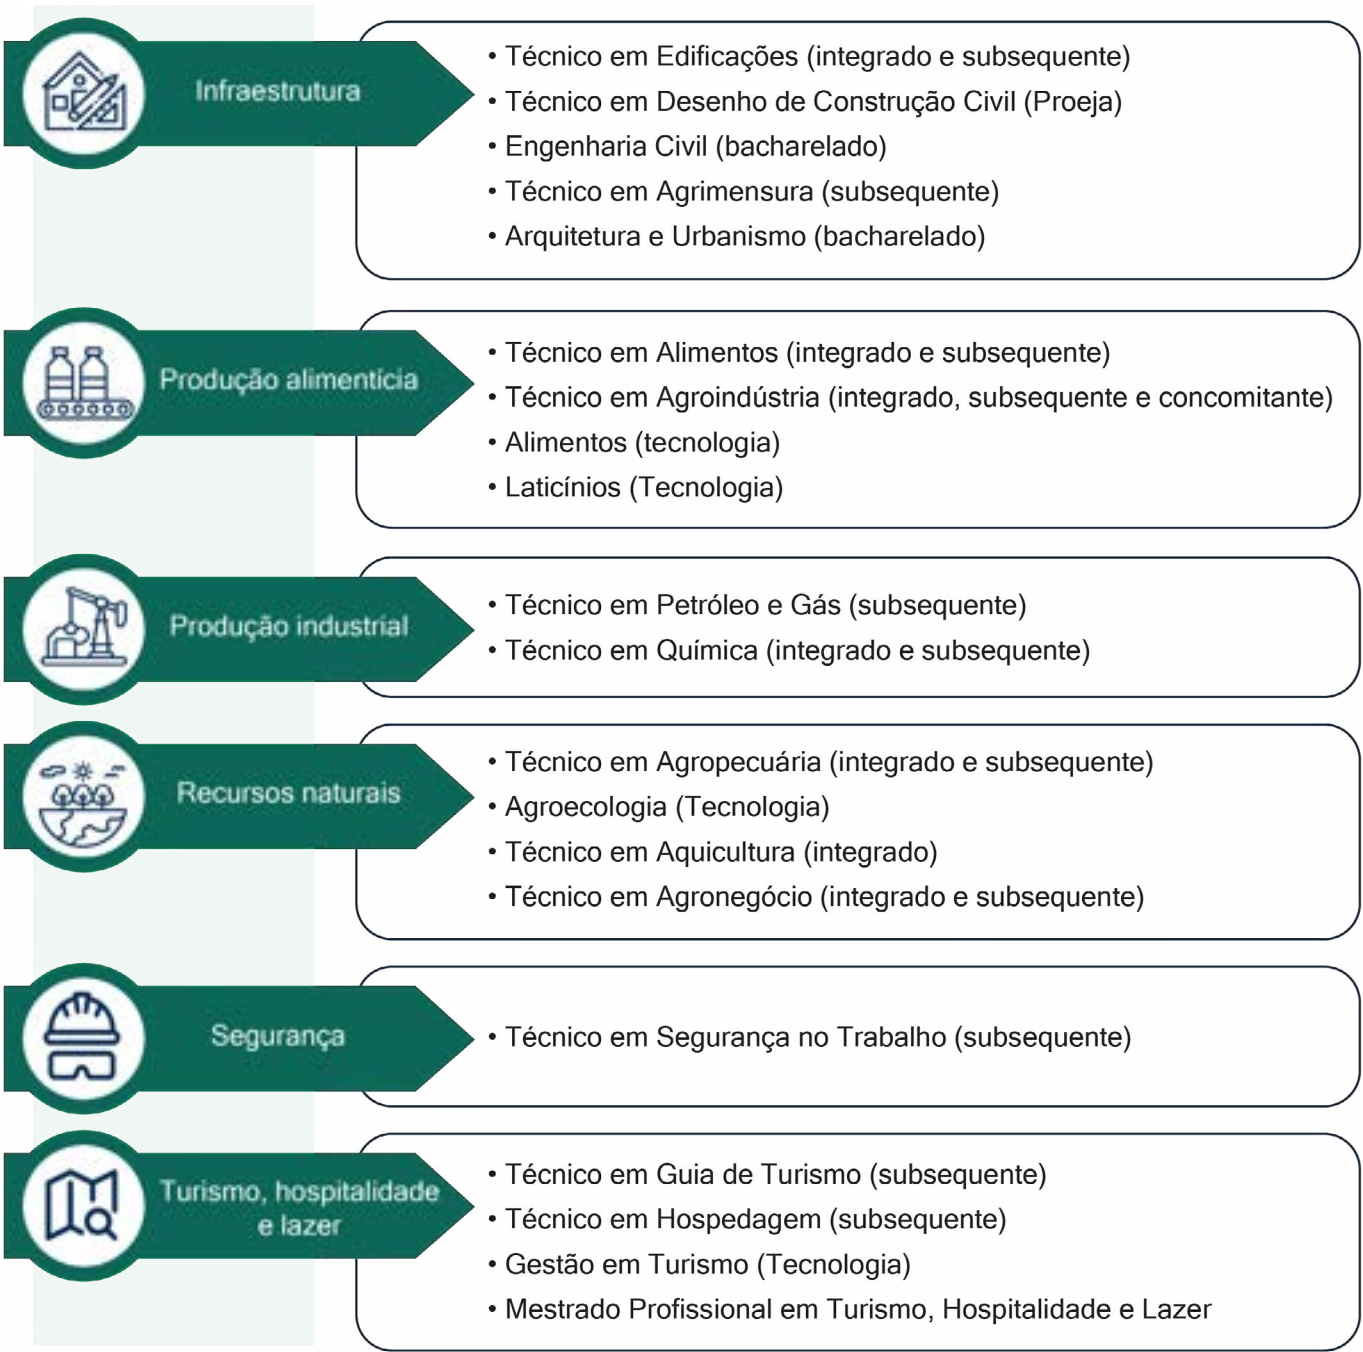 Infraestrutura
• Técnico em Edificações (integrado e subsequente)
• Técnico em Desenho de Construção Civil (Proeja)
• Engenharia Civil (bacharelado)
• Técnico em Agrimensura (subsequente)
• Arquitetura e Urbanismo (bacharelado)
Produção alimentícia
• Técnico em Alimentos (integrado e subsequente)
• Técnico em Agroindústria (integrado, subsequente e concomitante)
• Alimentos (tecnologia)
• Laticínios (Tecnologia)
Produção industrial
• Técnico em Petróleo e Gás (subsequente)
• Técnico em Química (integrado e subsequente)
Recursos naturais
• Técnico em Agropecuária (integrado e subsequente)
• Agroecologia (Tecnologia)
• Técnico em Aquicultura (integrado)
• Técnico em Agronegócio (integrado e subsequente)
Segurança
• Técnico em Segurança no Trabalho (subsequente)
Turismo, hospitalidade
e lazer
• Técnico em Guia de Turismo (subsequente)
• Técnico em Hospedagem (subsequente)
• Gestão em Turismo (Tecnologia)
• Mestrado Profissional em Turismo, Hospitalidade e Lazer